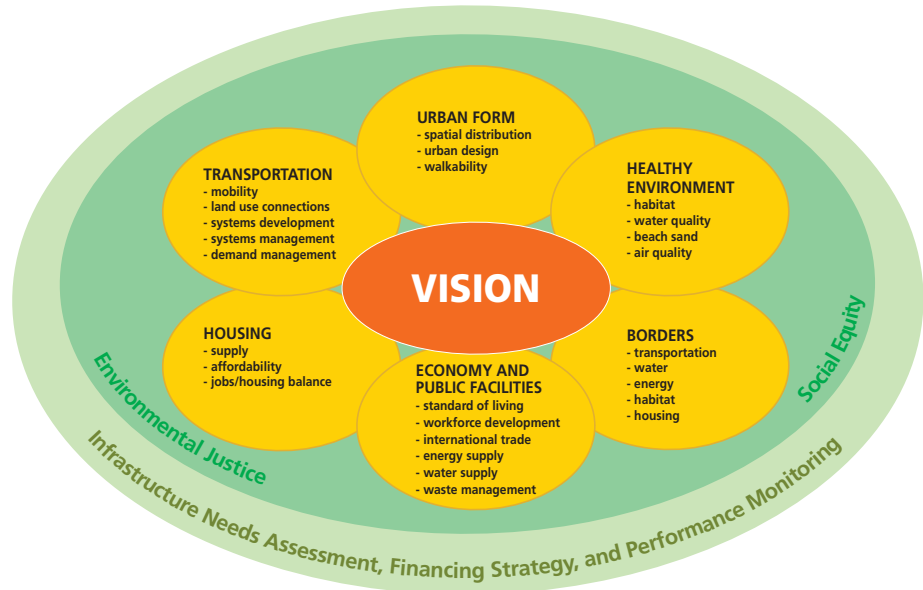 URBAN FORM
- spatial distribution
- urban design
- walkability
TRANSPORTATION
- mobility
- land use connections
- systems development
- systems management
- demand management
HEALTHY
ENVIRONMENT
- habitat
- water quality
- beach sand
- air quality
VISION
HOUSING
- supply
- affordability
- jobs/housing balance
ECONOMY AND
PUBLIC FACILITIES
- standard of living
- workforce development
- international trade
- energy supply
- water supply
- waste management
BORDERS
- transportation
- water
- energy
- habitat
- housing
Environmental Justice
Social Equity
Infrastructure Needs Assessment, Financing Strategy, and Performance Monitoring